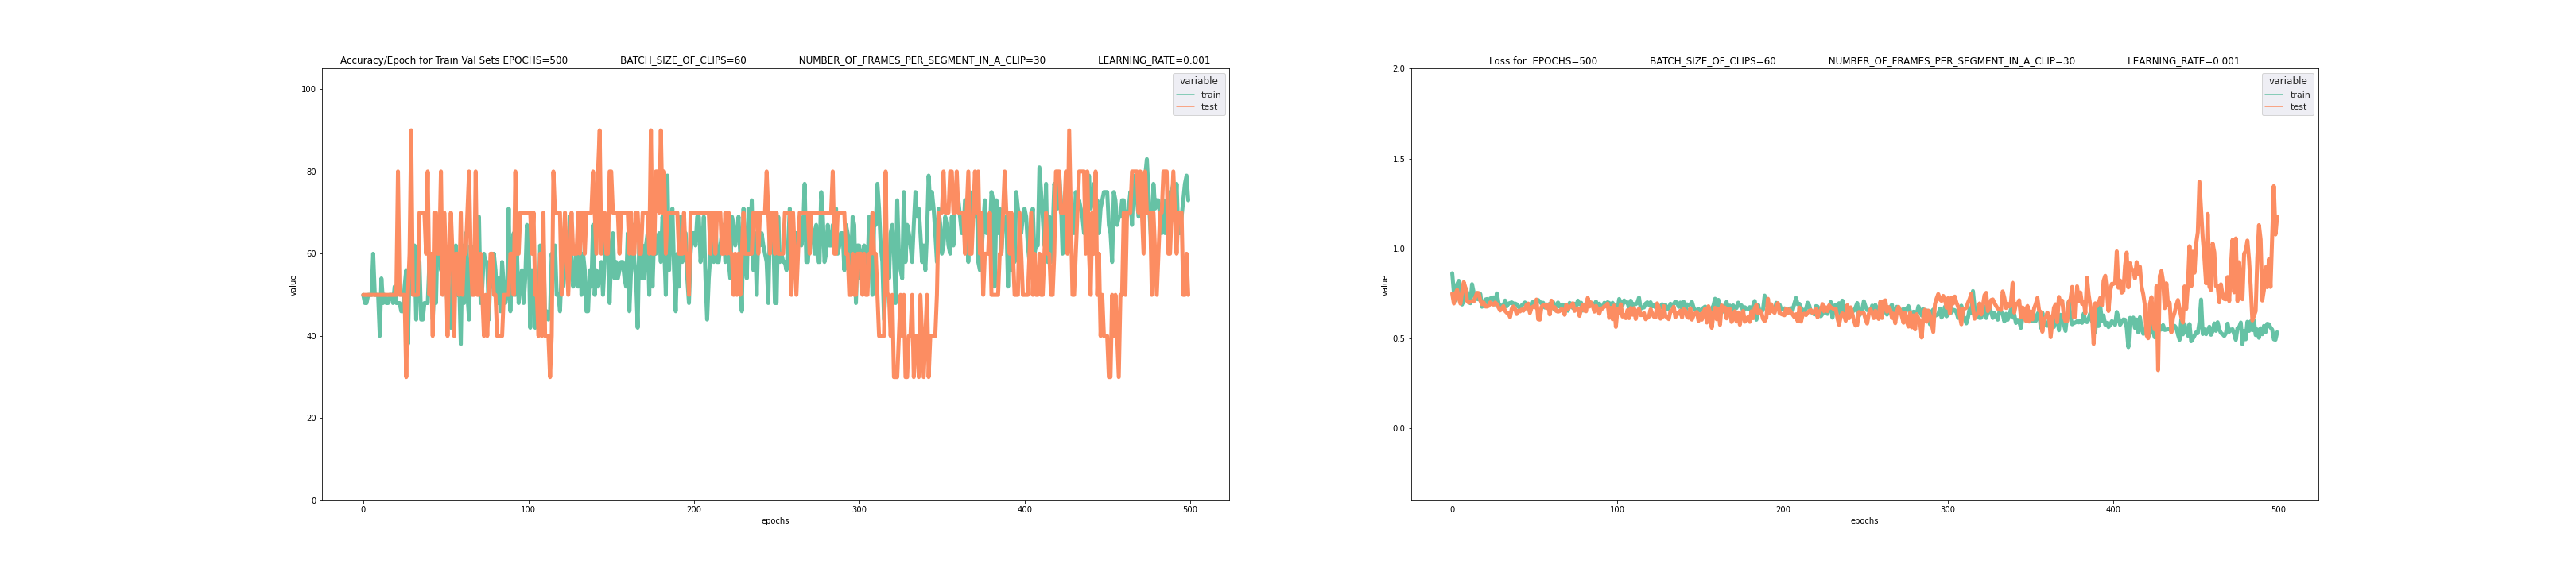 Accuracy/Epoch for Train Val Sets EPOCHS=500 BATCH_SIZE_OF_CLIPS=60 NUMBER_OF_FRAMES_PER_SEGMENT_IN_A_CLIP=30 LEARNING_RATE=0.001
variable
train
test
100
80
60
40
20
0
value
0 100 200 300 400 500
epochs
Loss for EPOCHS=500 BATCH_SIZE_OF_CLIPS=60 NUMBER_OF_FRAMES_PER_SEGMENT_IN_A_CLIP=30 LEARNING_RATE=0.001
variable
train
test
2.0
1.5
1.0
0.5
0.0
value
0 100 200 300 400 500
epochs